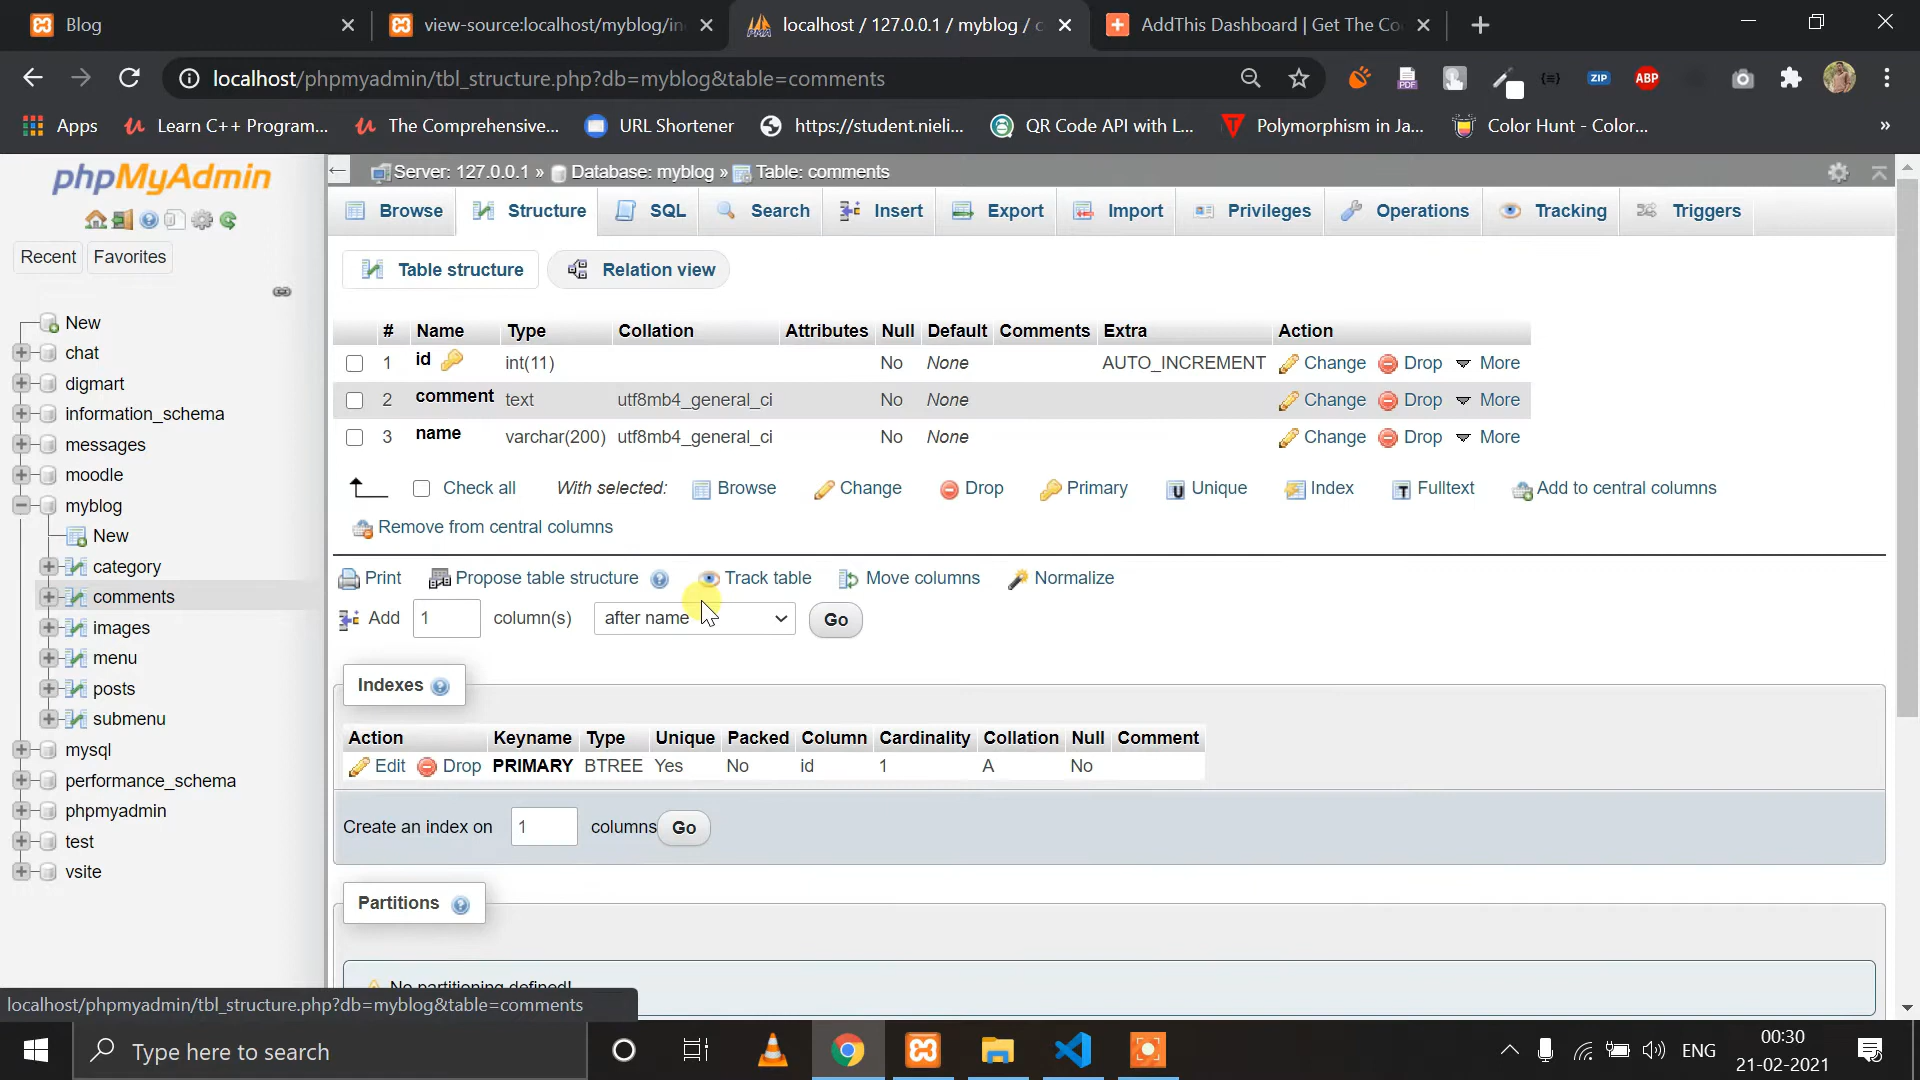 Blog
view-source:localhost/myblog/in
localhost / 127.0.0.1 / myblog / c
AddThis Dashboard | Get The Co
localhost/phpmyadmin/tbl_structure.php?db=myblog&table=comments
PDF
ZIP
ABP
Apps
Learn C++ Program...
The Comprehensive...
URL Shortener
https://student.nieli...
QR Code API with L...
Polymorphism in Ja...
Color Hunt - Color...
phpMyAdmin
Recent
Favorites
New
chat
digmart
information_schema
messages
moodle
myblog
New
category
comments
images
menu
posts
submenu
mysql
performance_schema
phpmyadmin
test
vsite
Server: 127.0.0.1 » Database: myblog » Table: comments
Browse Structure SQL Search Insert Export Import Privileges Operations Tracking Triggers
Table structure Relation view
# Name Type Collation Attributes Null Default Comments Extra Action
1 id int(11) No None AUTO_INCREMENT Change Drop More
2 comment text utf8mb4_general_ci No None Change Drop More
3 name varchar(200) utf8mb4_general_ci No None Change Drop More
Check all With selected: Browse Change Drop Primary Unique Index Fulltext Add to central columns
Remove from central columns
Print Propose table structure Track table Move columns Normalize
Add 1 column(s) after name Go
Indexes
Action Keyname Type Unique Packed Column Cardinality Collation Null Comment
Edit Drop PRIMARY BTREE Yes No id 1 A No
Create an index on 1 columns Go
Partitions
No partitioning defined!
localhost/phpmyadmin/tbl_structure.php?db=myblog&table=comments
Type here to search
ENG
00:30
21-02-2021